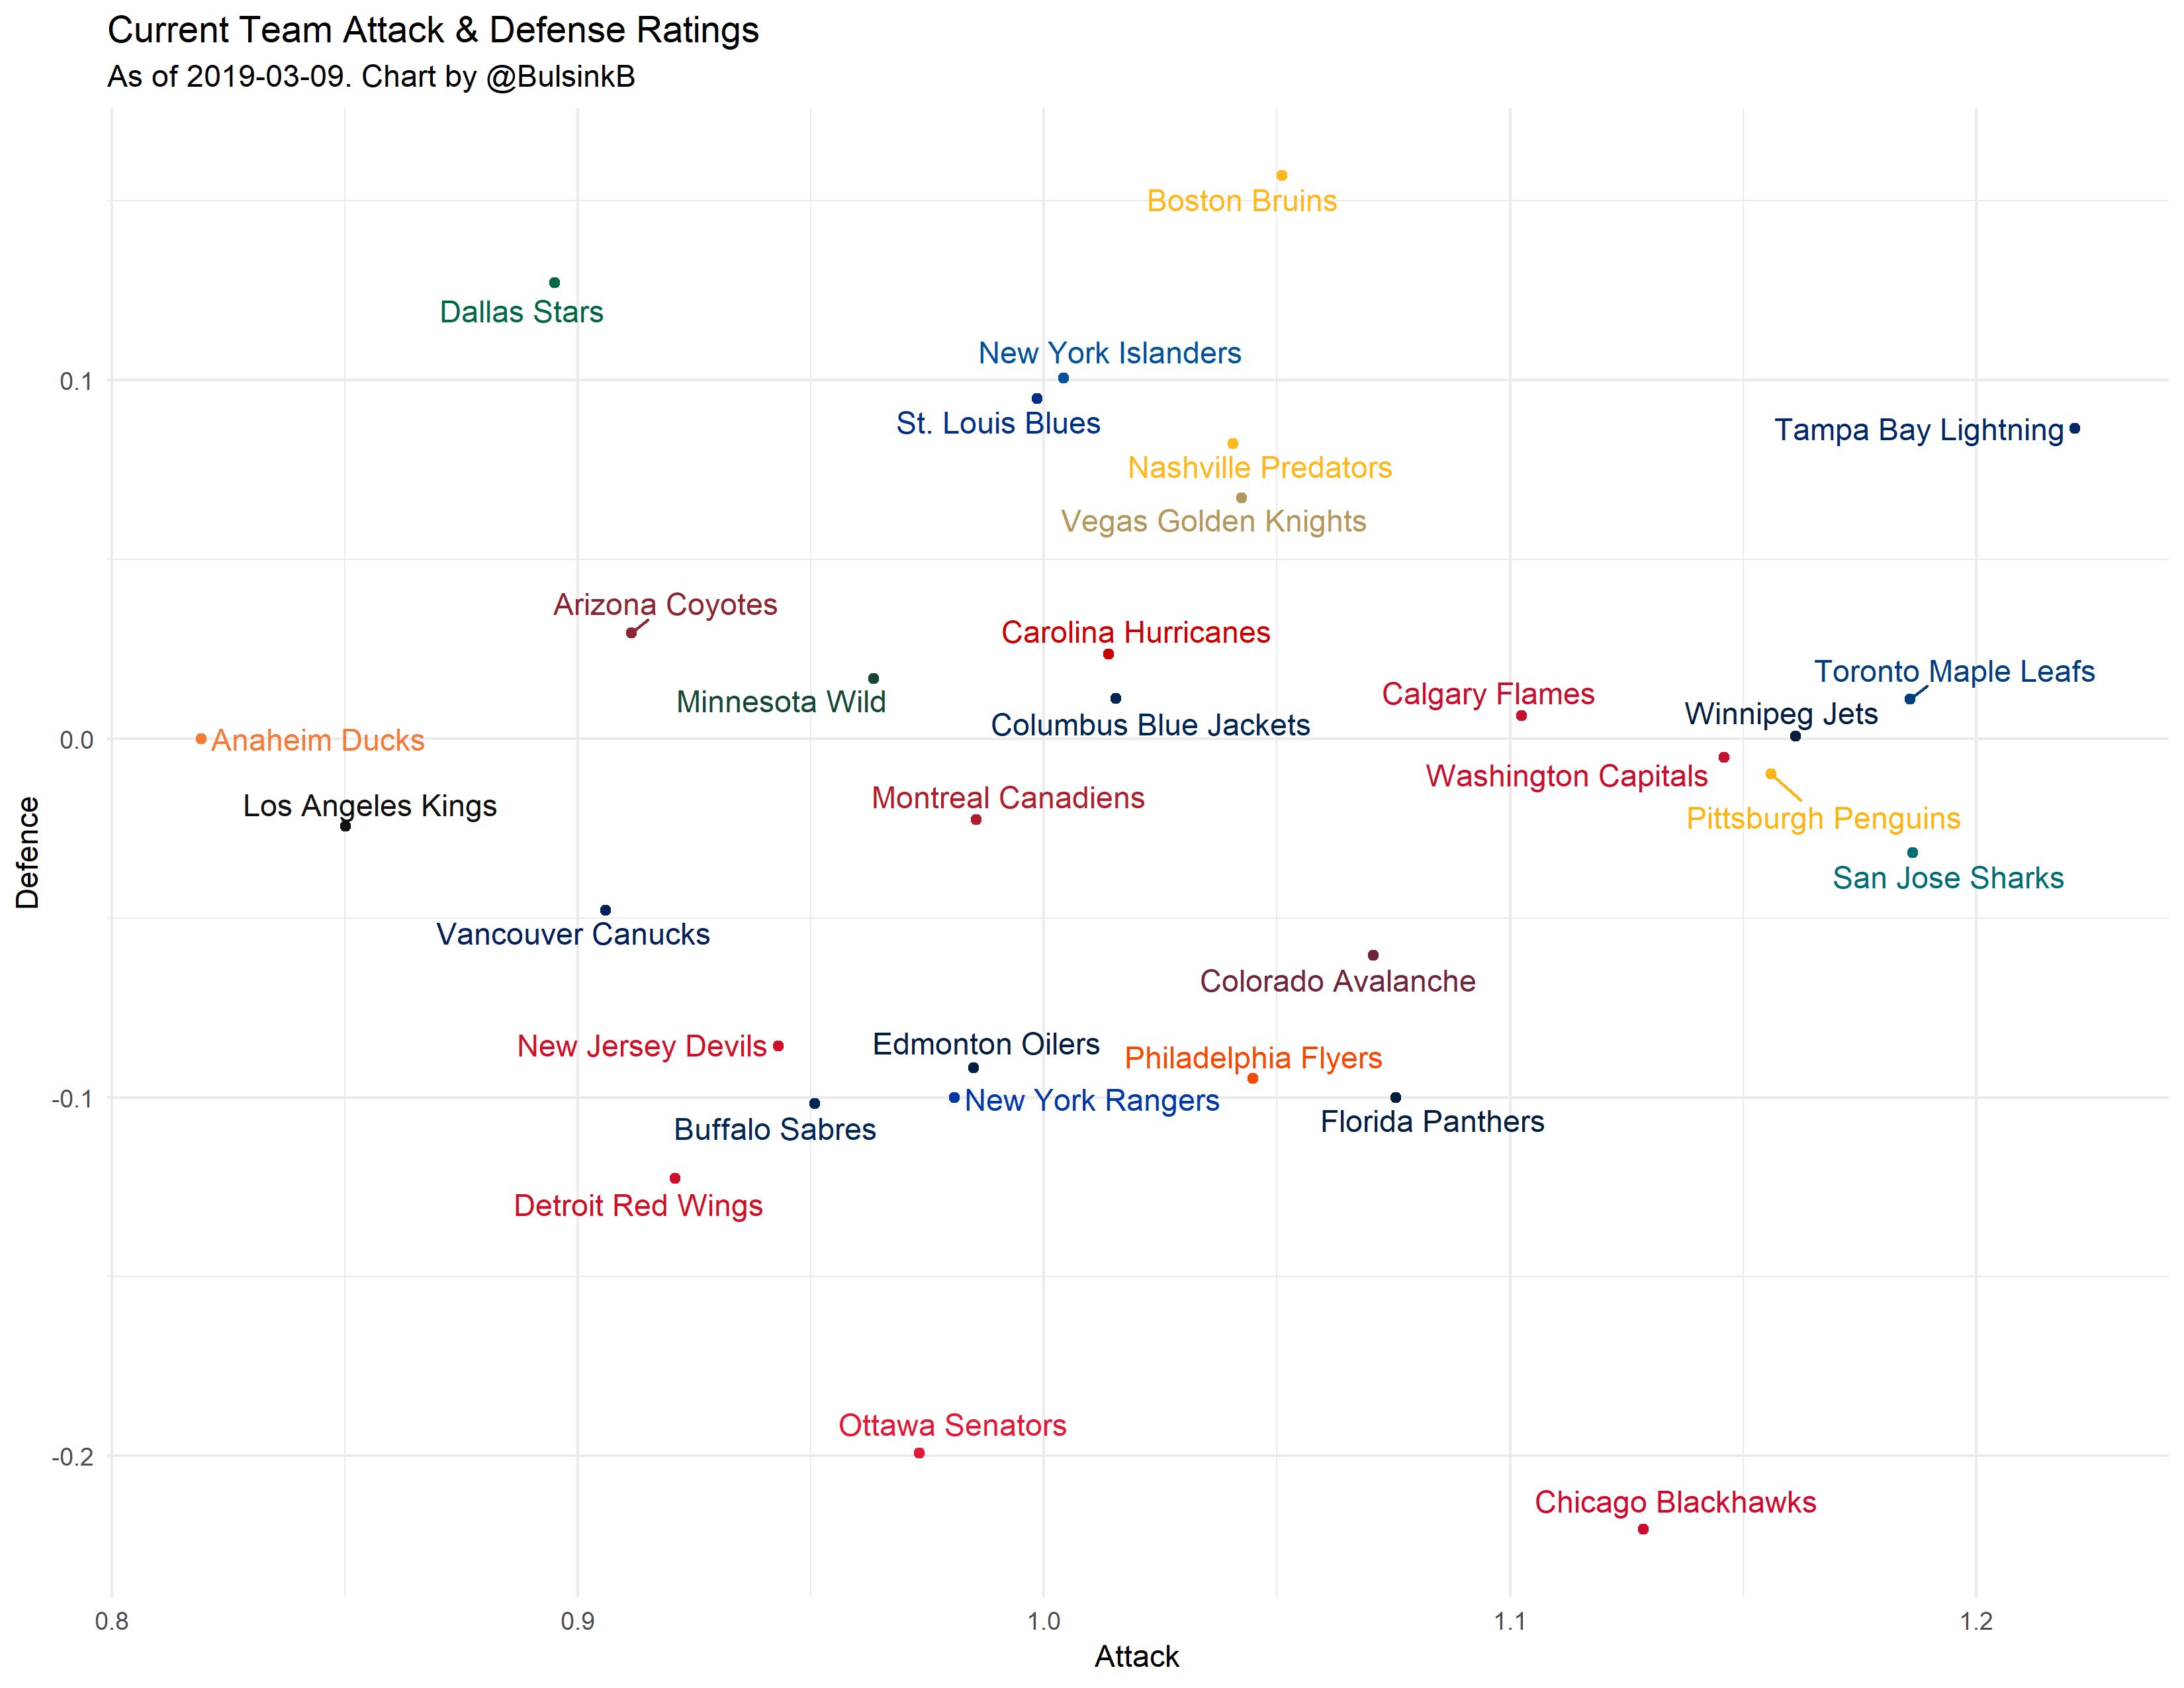 Current Team Attack & Defense Ratings
As of 2019-03-09. Chart by @BulsinkB
Boston Bruins
Dallas Stars
New York Islanders
0.1
St. Louis Blues
Tampa Bay Lightning
Nashville Predators
Vegas Golden Knights
Arizona Coyotes
Carolina Hurricanes
Toronto Maple Leafs
Calgary Flames
Minnesota Wild
Winnipeg Jets
Columbus Blue Jackets
0.0
Anaheim Ducks
Washington Capitals
Montreal Canadiens
Los Angeles Kings
Pittsburgh Penguins
Defence
San Jose Sharks
Vancouver Canucks
Colorado Avalanche
Edmonton Oilers
New Jersey Devils
Philadelphia Flyers
-0.1
New York Rangers
Florida Panthers
Buffalo Sabres
Detroit Red Wings
Ottawa Senators
-0.2
Chicago Blackhawks
0.8
0.9
1.0
1.1
1.2
Attack